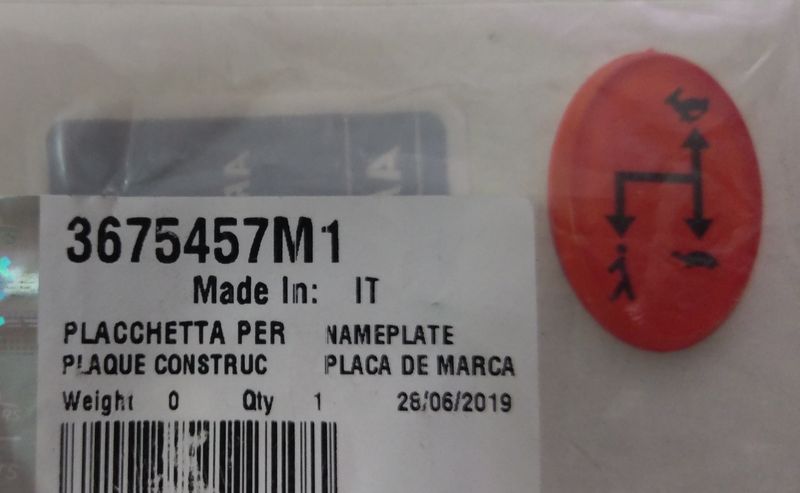 3675457M1
Made In: IT
PLACCHETTA PER NAMEPLATE
PLAQUE CONSTRUC PLACA DE MARCA
Weight 0 Qty 1 28/06/2019